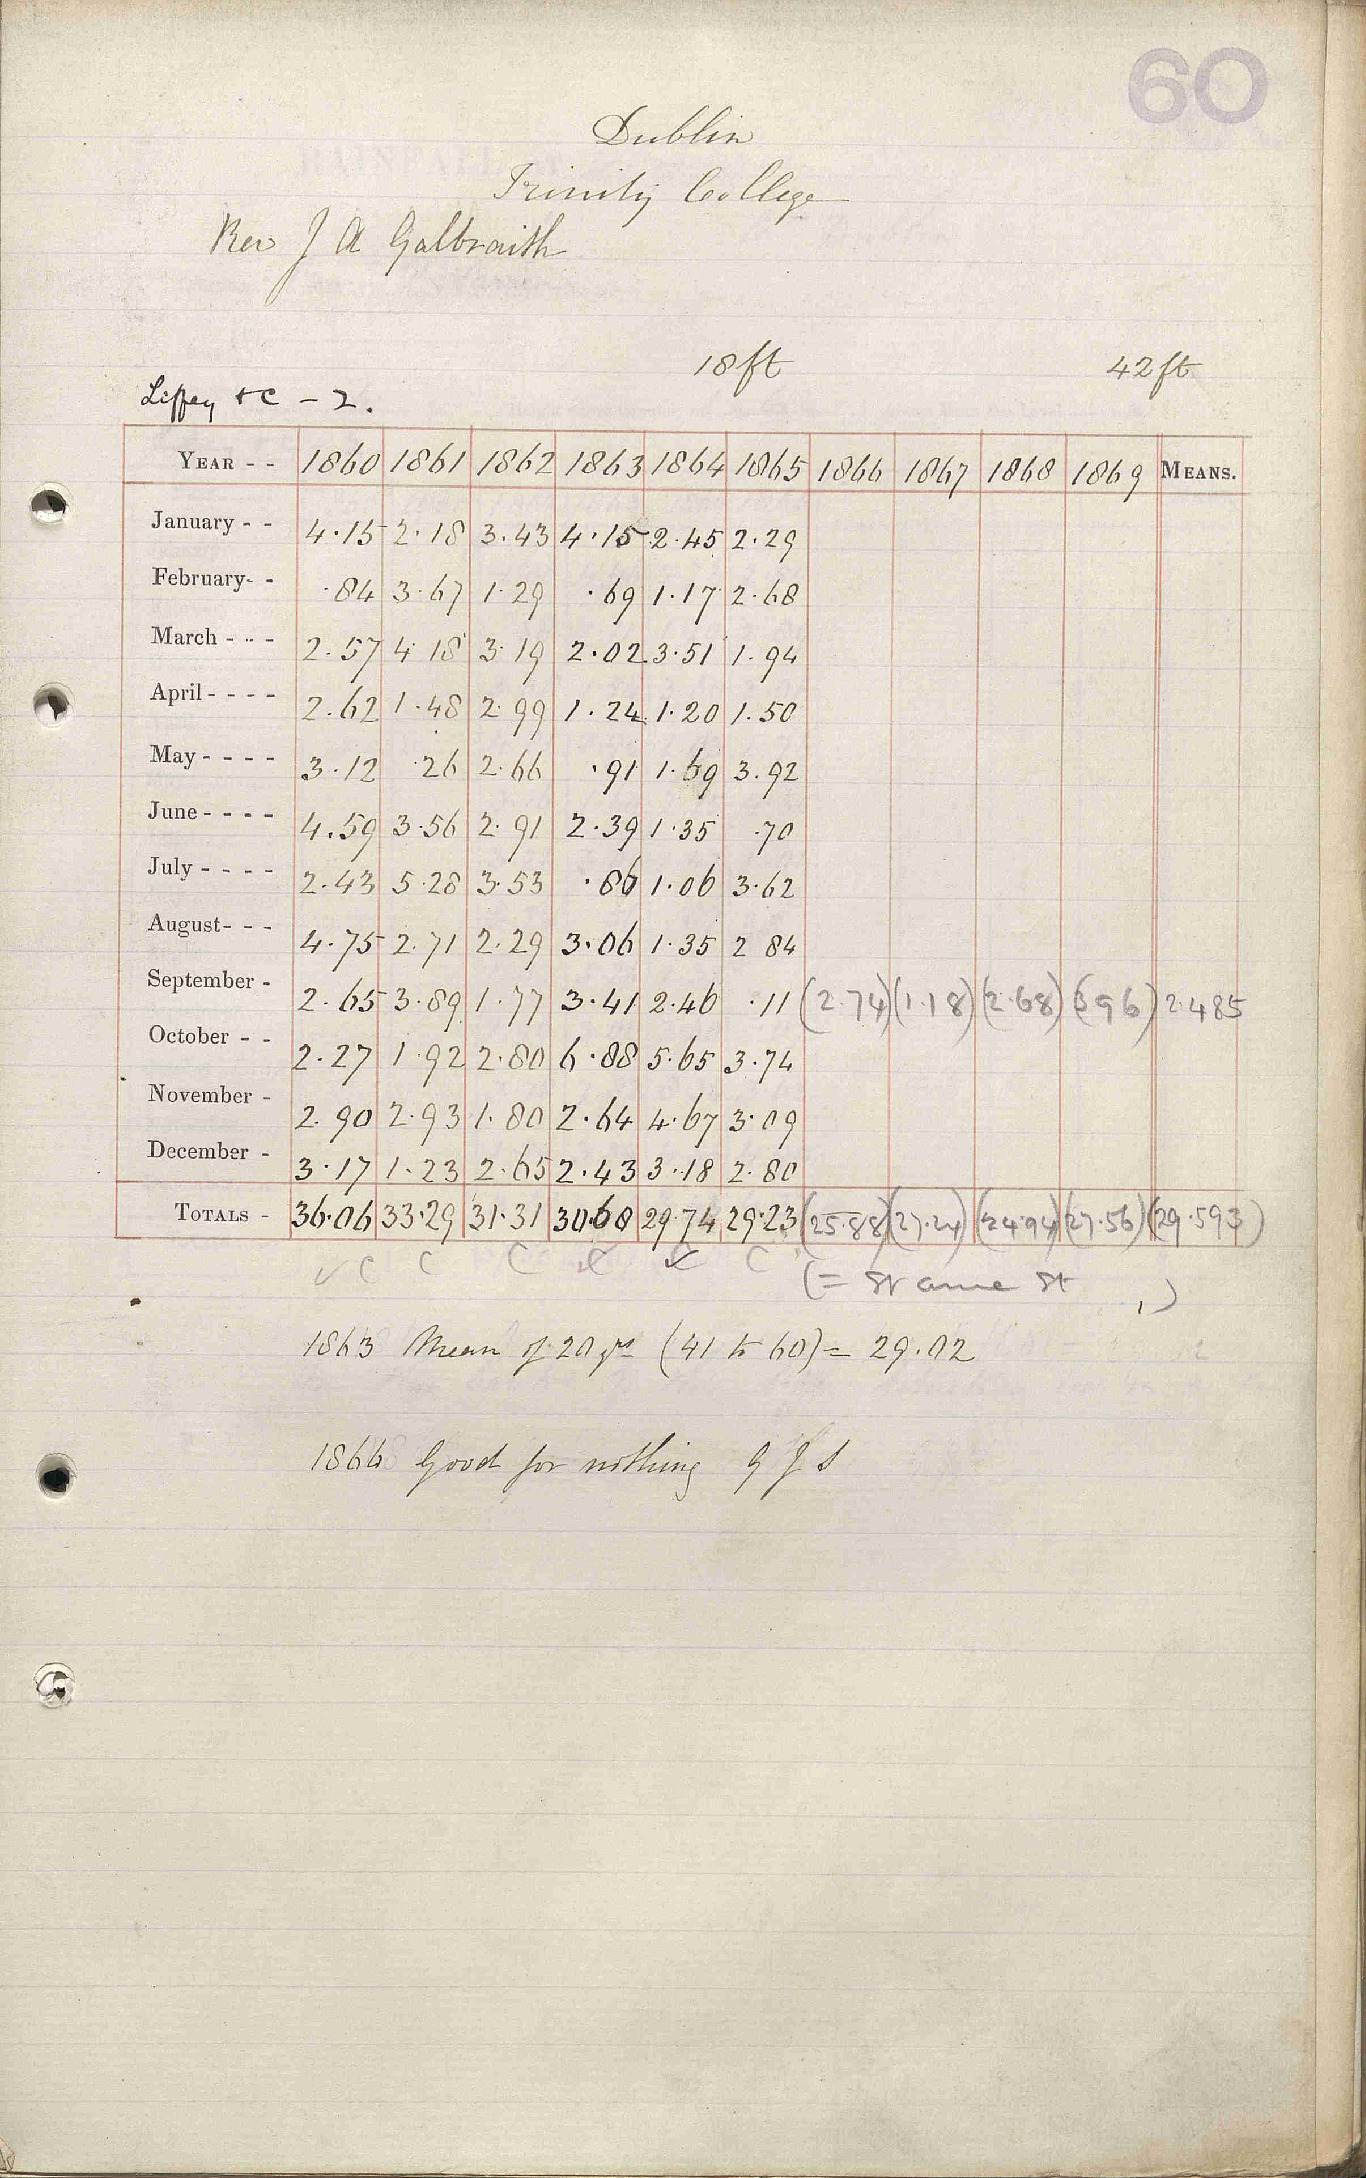 60
Dublin
Trinity College
Rev J A Galbraith
18ft 42ft
Liffey &c - 2.
YEAR - - 1860 1861 1862 1863 1864 1865 1866 1867 1868 1869 MEANS.
January - - 4.15 2.18 3.43 4.15 2.45 2.29
February- - .84 3.67 1.29 .69 1.17 2.68
March - - - 2.57 4.18 3.19 2.02 3.51 1.94
April - - - - 2.62 1.48 2.99 1.24 1.20 1.50
May - - - - 3.12 .26 2.66 .91 1.69 3.92
June - - - - 4.59 3.56 2.91 2.39 1.35 .70
July - - - - 2.43 5.28 3.53 .86 1.06 3.62
August- - - 4.75 2.71 2.29 3.06 1.35 2 84
September - 2.65 3.89 1.77 3.41 2.46 .11 (2.74) (1.18) (2.68) (3 96) 2.485
October - - 2.27 1.92 2.80 6.88 5.65 3.74
November - 2.90 2.93 1.80 2.64 4.67 3.09
December - 3.17 1.23 2.65 2.43 3.18 2.80
TOTALS - 36.06 33.29 31.31 30.68 29.74 29.23 (25.88) (27.24) (24.94) (27.56) (29.593)
✓ C C C C C C
(= St Anne St ,)
1863 Mean of 20 yrs (41 to 60) = 29.02
1866 Good for nothing G J S